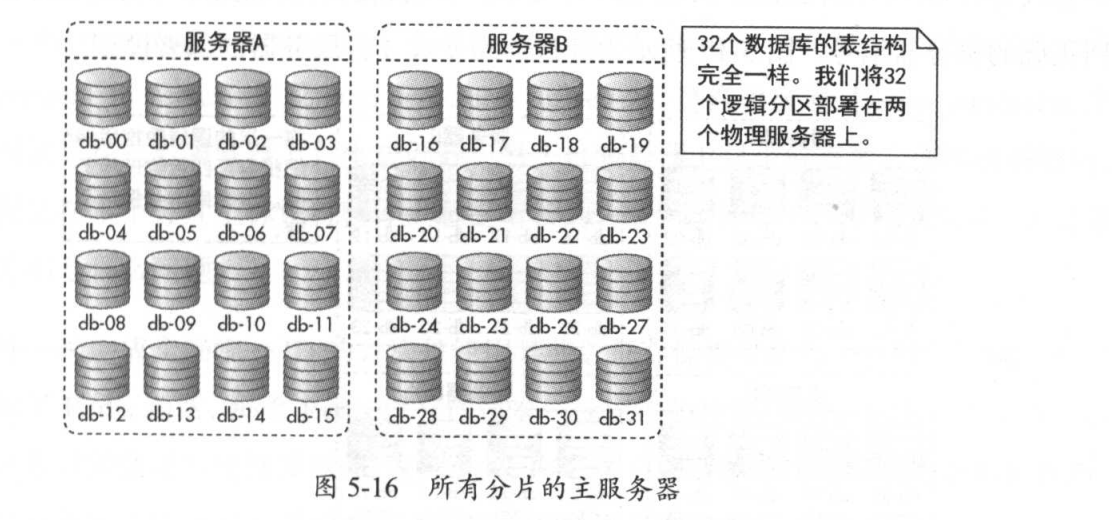 服务器A
db-00 db-01 db-02 db-03
db-04 db-05 db-06 db-07
db-08 db-09 db-10 db-11
db-12 db-13 db-14 db-15
服务器B
db-16 db-17 db-18 db-19
db-20 db-21 db-22 db-23
db-24 db-25 db-26 db-27
db-28 db-29 db-30 db-31
32个数据库的表结构
完全一样。我们将32
个逻辑分区部署在两
个物理服务器上。
图 5-16 所有分片的主服务器